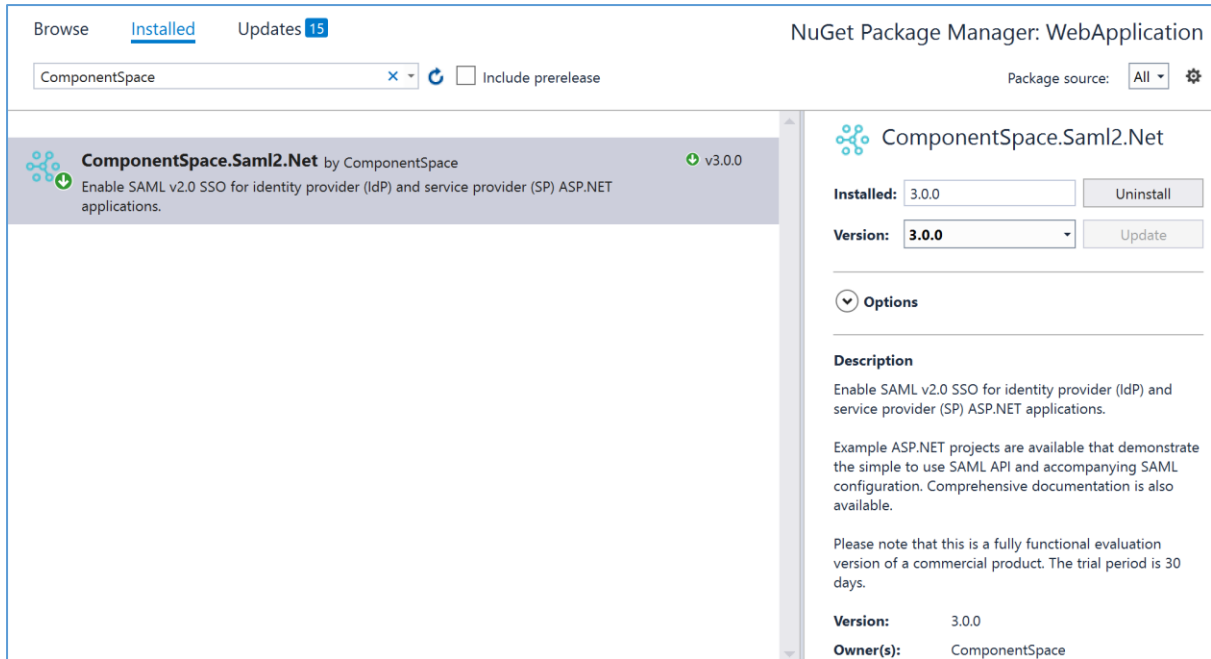 Browse Installed Updates 15
NuGet Package Manager: WebApplication
ComponentSpace
Include prerelease
Package source: All
ComponentSpace.Saml2.Net by ComponentSpace
v3.0.0
Enable SAML v2.0 SSO for identity provider (IdP) and service provider (SP) ASP.NET
applications.
ComponentSpace.Saml2.Net
Installed: 3.0.0 Uninstall
Version: 3.0.0 Update
Options
Description
Enable SAML v2.0 SSO for identity provider (IdP) and
service provider (SP) ASP.NET applications.
Example ASP.NET projects are available that demonstrate
the simple to use SAML API and accompanying SAML
configuration. Comprehensive documentation is also
available.
Please note that this is a fully functional evaluation
version of a commercial product. The trial period is 30
days.
Version: 3.0.0
Owner(s): ComponentSpace